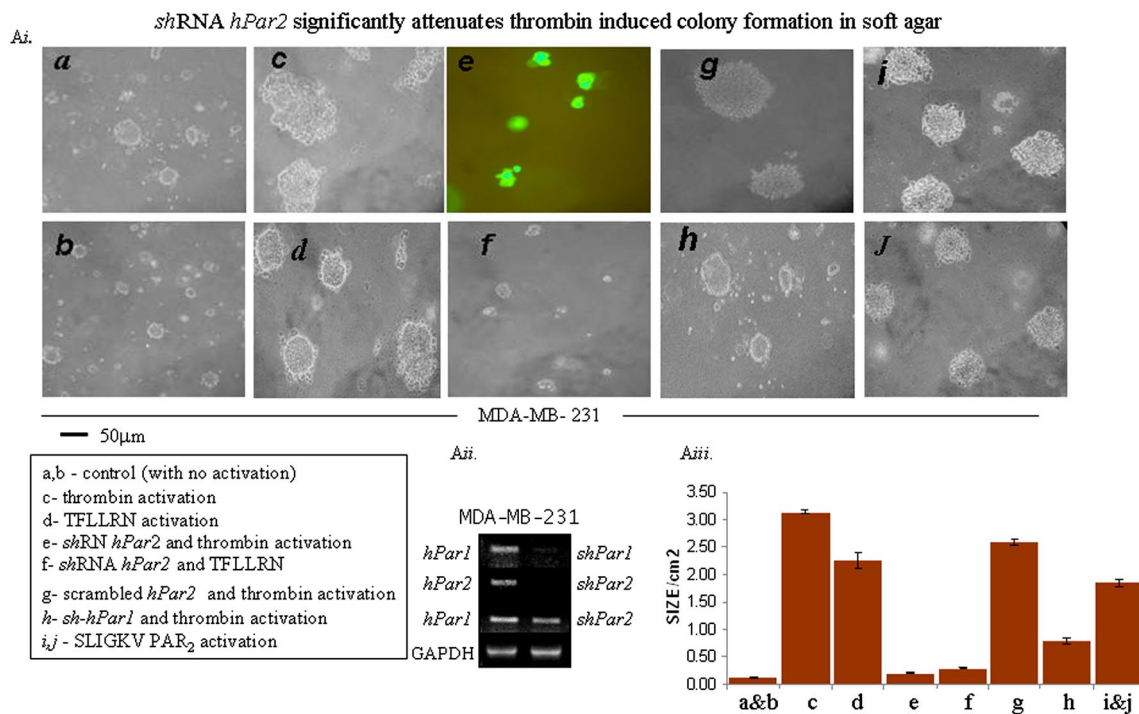 shRNA hPar2 significantly attenuates thrombin induced colony formation in soft agar
Ai.
a c e g i
b d f h J
MDA-MB- 231
50μm
a,b - control (with no activation)
c- thrombin activation
d- TFLLRN activation
e- shRN hPar2 and thrombin activation
f- shRNA hPar2 and TFLLRN
g- scrambled hPar2 and thrombin activation
h- sh-hPar1 and thrombin activation
i,j - SLIGKV PAR2 activation
Aii.
MDA-MB-231
hPar1 shPar1
hPar2 shPar2
hPar1 shPar2
GAPDH
Aiii.
SIZE/cm2
3.50
3.00
2.50
2.00
1.50
1.00
0.50
0.00
a&b c d e f g h i&j